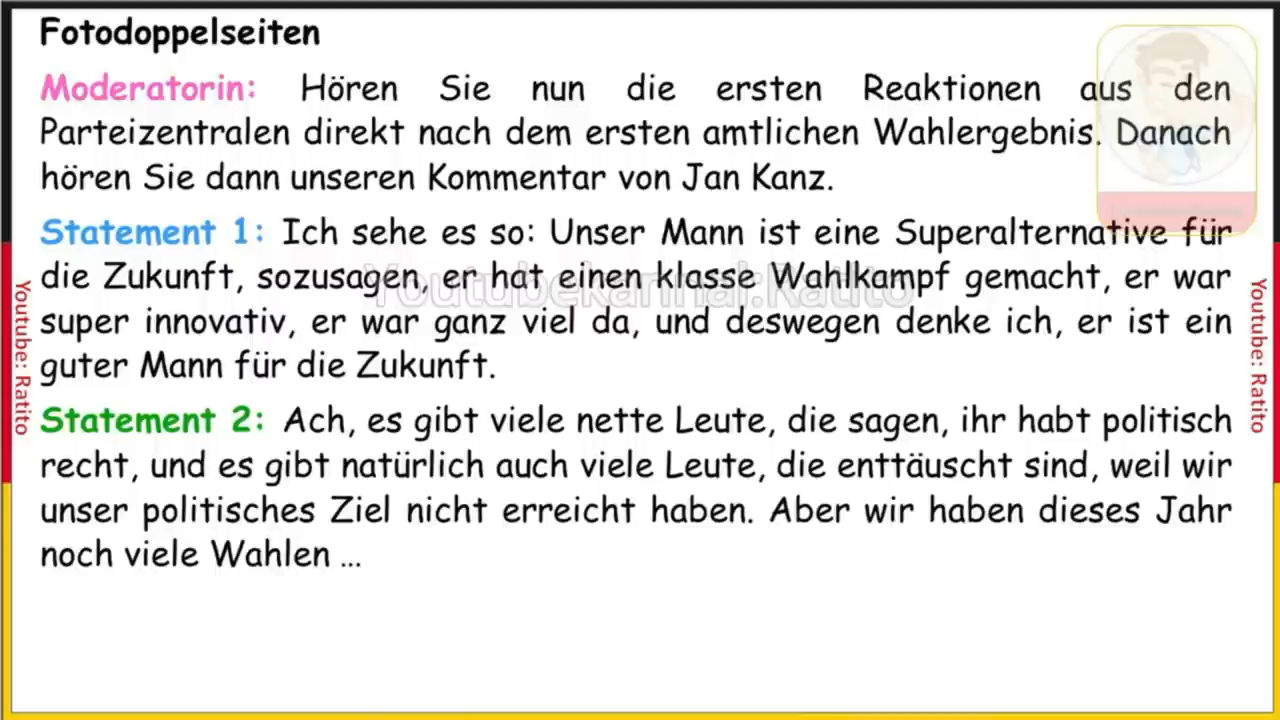 Fotodoppelseiten
Moderatorin: Hören Sie nun die ersten Reaktionen aus den
Parteizentralen direkt nach dem ersten amtlichen Wahlergebnis. Danach
hören Sie dann unseren Kommentar von Jan Kanz.
Statement 1: Ich sehe es so: Unser Mann ist eine Superalternative für
die Zukunft, sozusagen, er hat einen klasse Wahlkampf gemacht, er war
super innovativ, er war ganz viel da, und deswegen denke ich, er ist ein
guter Mann für die Zukunft.
Statement 2: Ach, es gibt viele nette Leute, die sagen, ihr habt politisch
recht, und es gibt natürlich auch viele Leute, die enttäuscht sind, weil wir
unser politisches Ziel nicht erreicht haben. Aber wir haben dieses Jahr
noch viele Wahlen ...
Youtubekannal:Ratito
Youtube: Ratito
Youtube: Ratito